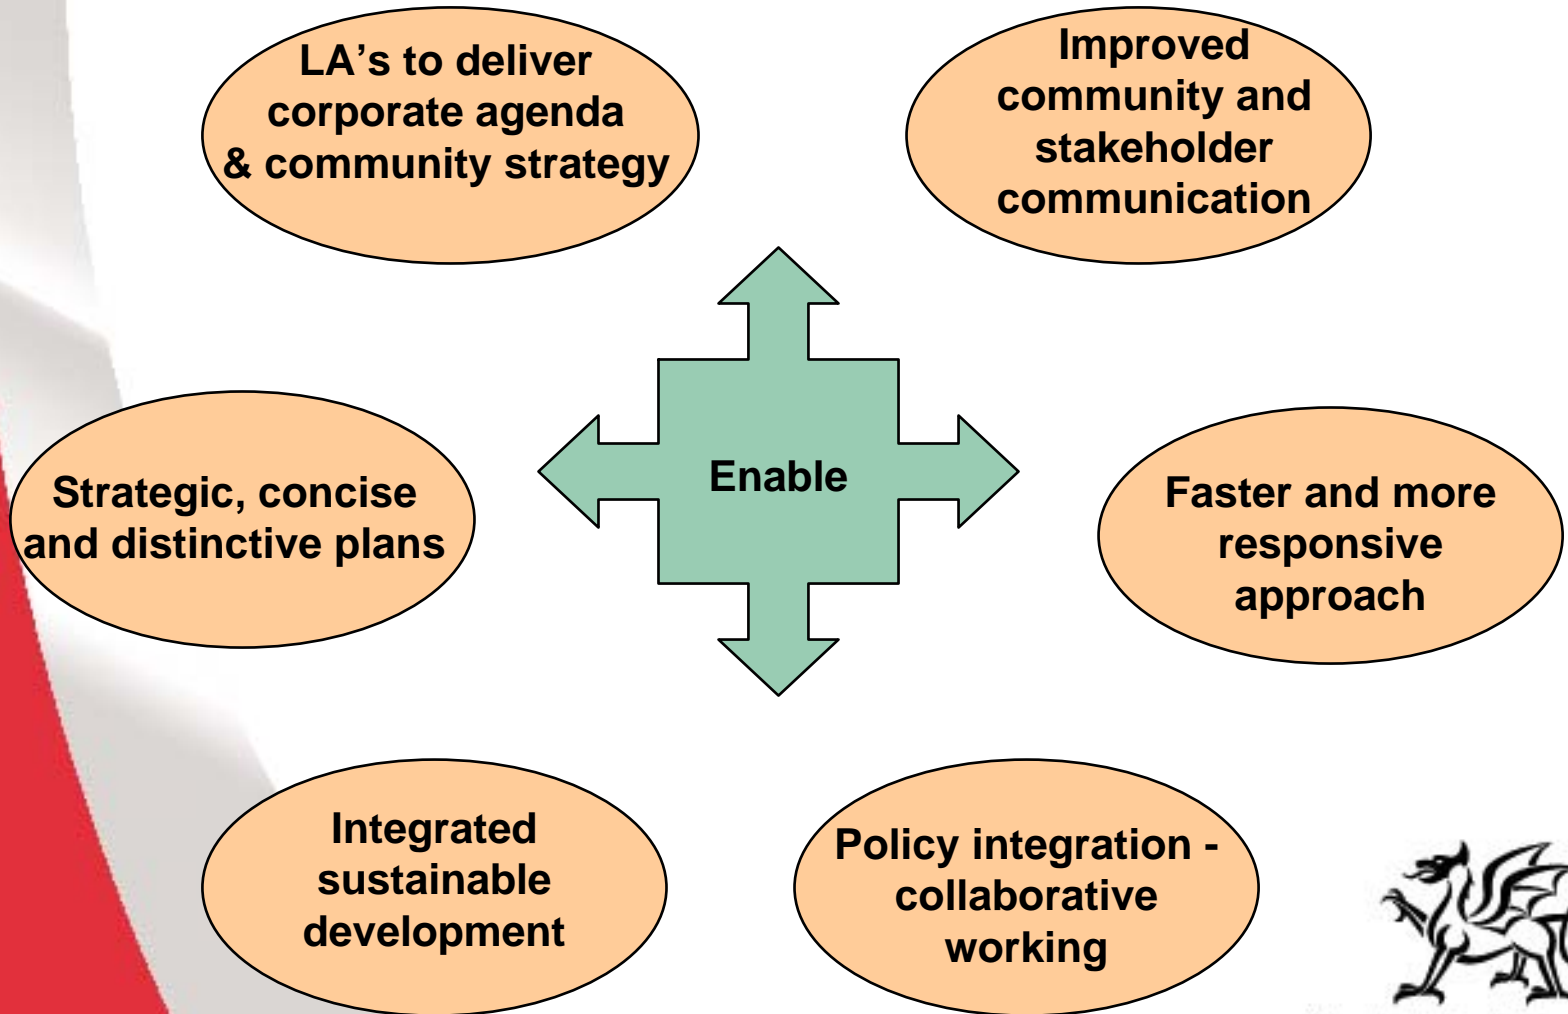 LA’s to deliver
corporate agenda
& community strategy
Improved
community and
stakeholder
communication
Strategic, concise
and distinctive plans
Enable
Faster and more
responsive
approach
Integrated
sustainable
development
Policy integration -
collaborative
working